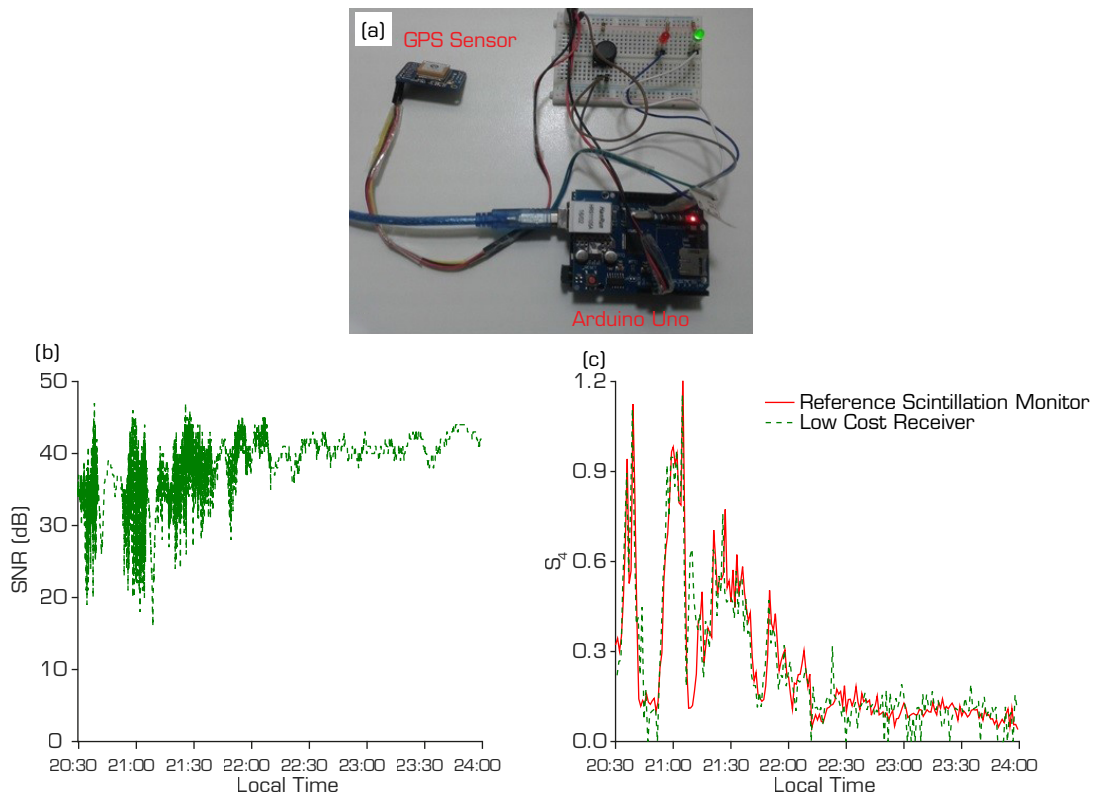 (a)
GPS Sensor
Arduino Uno
(b)
50
40
30
20
10
0
SNR (dB)
20:30 21:00 21:30 22:00 22:30 23:00 23:30 24:00
Local Time
(c)
1.2
0.9
0.6
0.3
0.0
S4
20:30 21:00 21:30 22:00 22:30 23:00 23:30 24:00
Local Time
Reference Scintillation Monitor
Low Cost Receiver